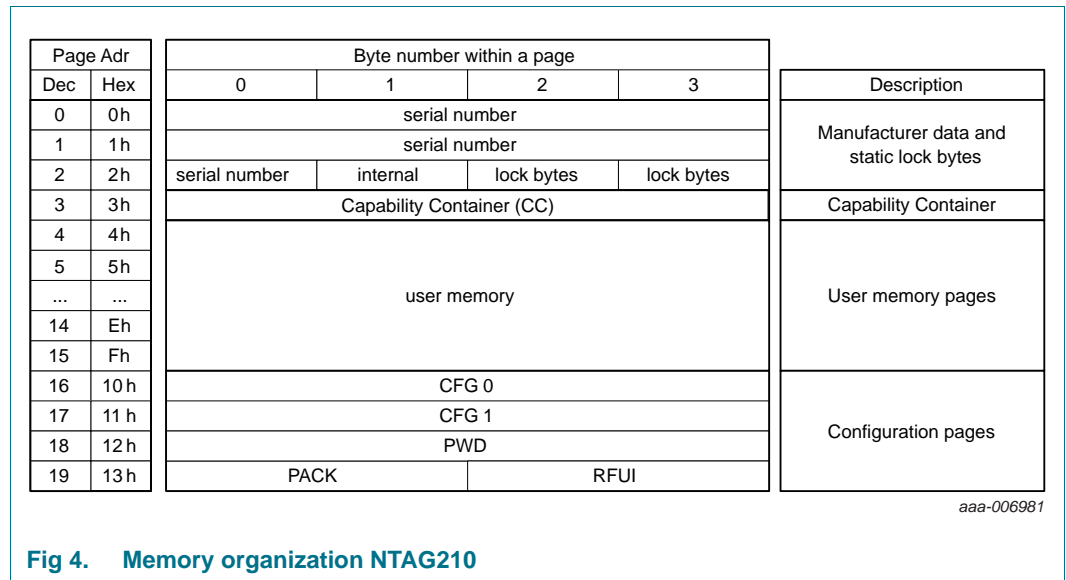 Page Adr Byte number within a page
Dec Hex 0 1 2 3 Description
0 0h serial number
1 1h serial number
Manufacturer data and
static lock bytes
2 2h serial number internal lock bytes lock bytes
3 3h Capability Container (CC) Capability Container
4 4h
5 5h
... ... user memory User memory pages
14 Eh
15 Fh
16 10 h CFG 0
17 11 h CFG 1
Configuration pages
18 12 h PWD
19 13 h PACK RFUI
aaa-006981
Fig 4. Memory organization NTAG210